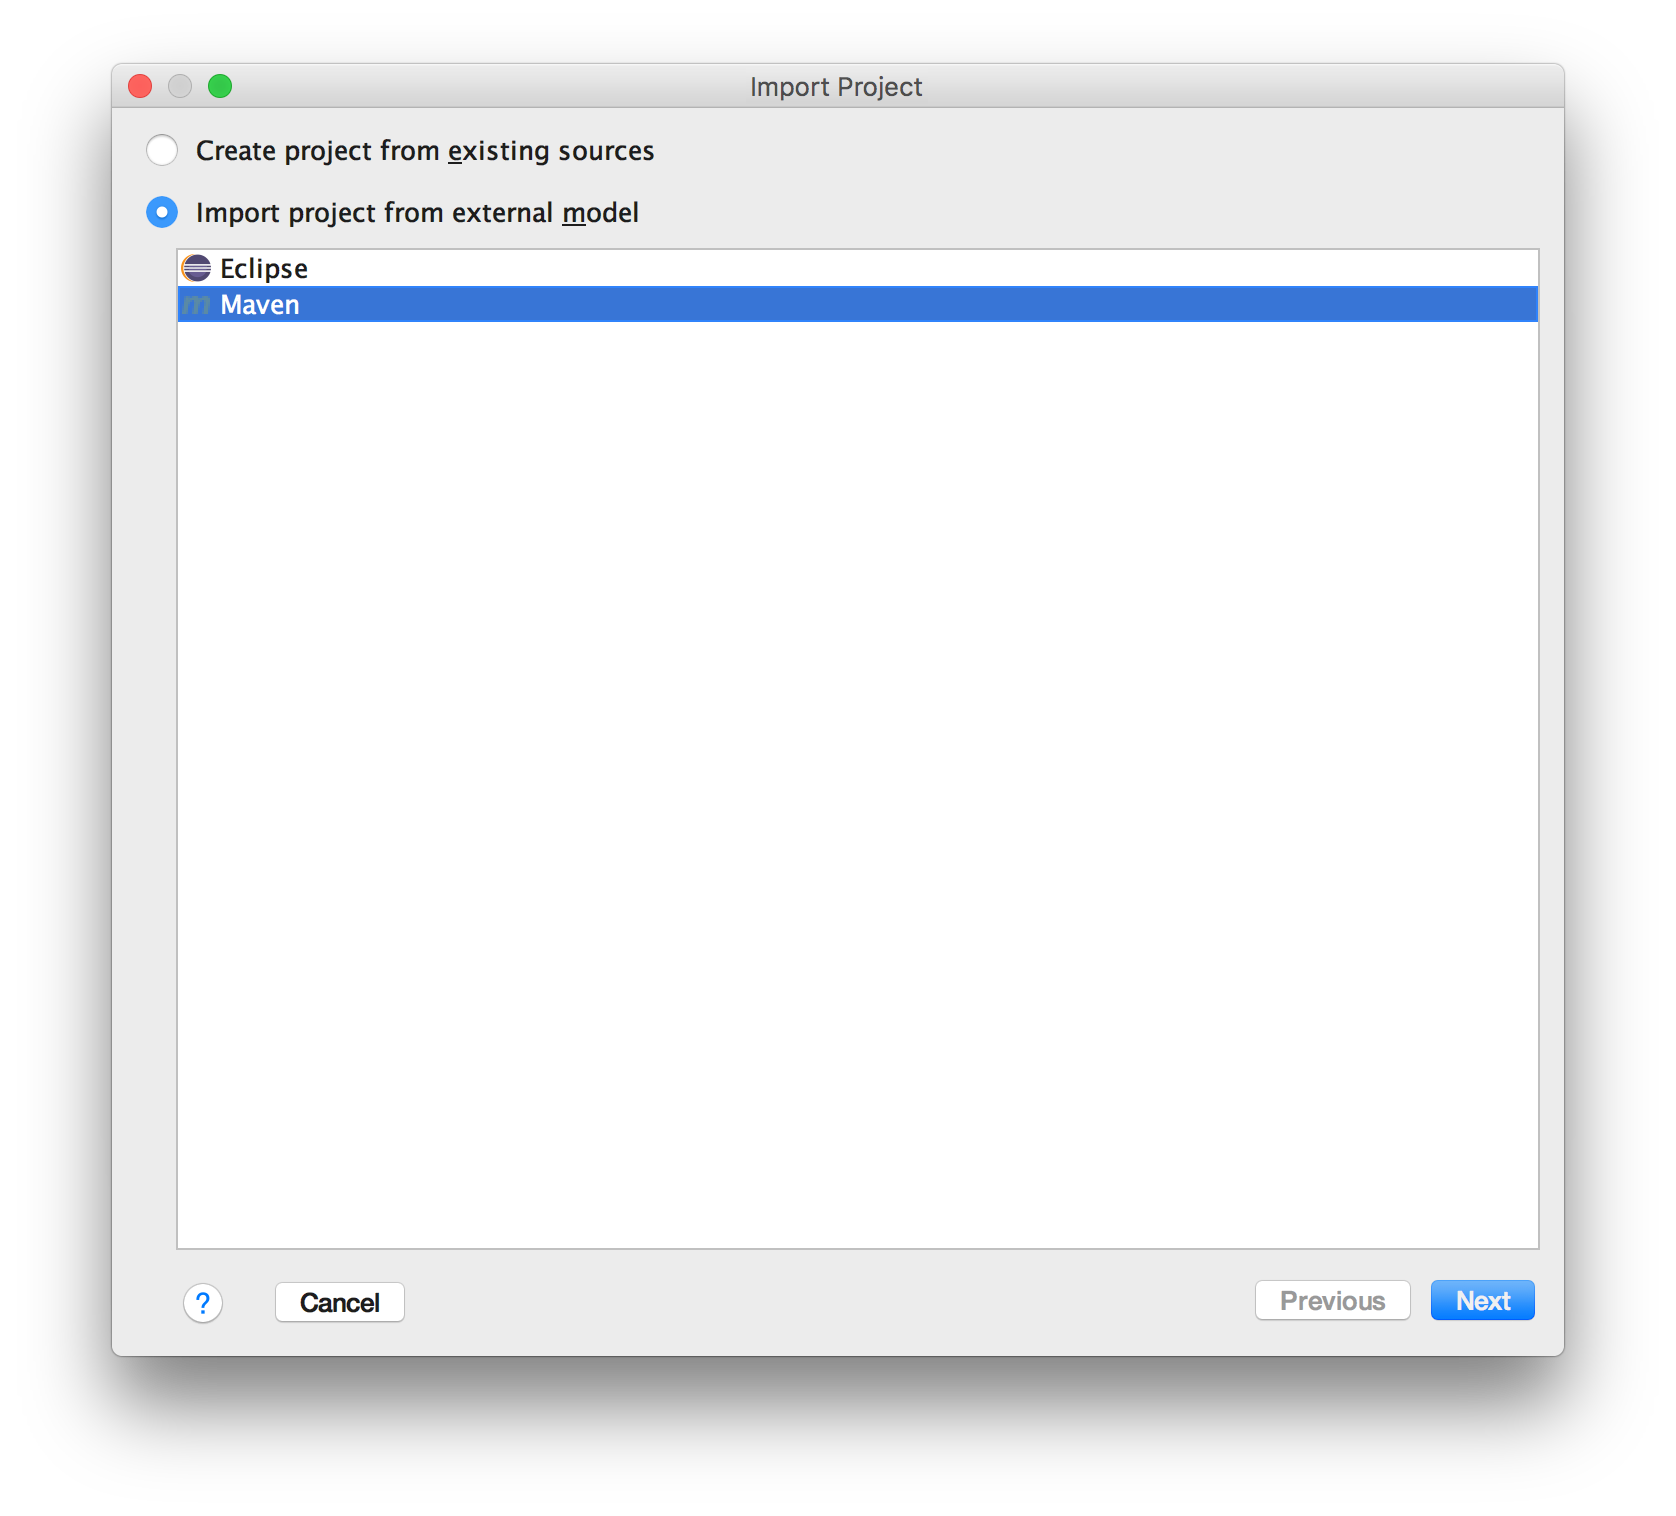 Import Project
Create project from existing sources
Import project from external model
Eclipse
m Maven
? Cancel Previous Next